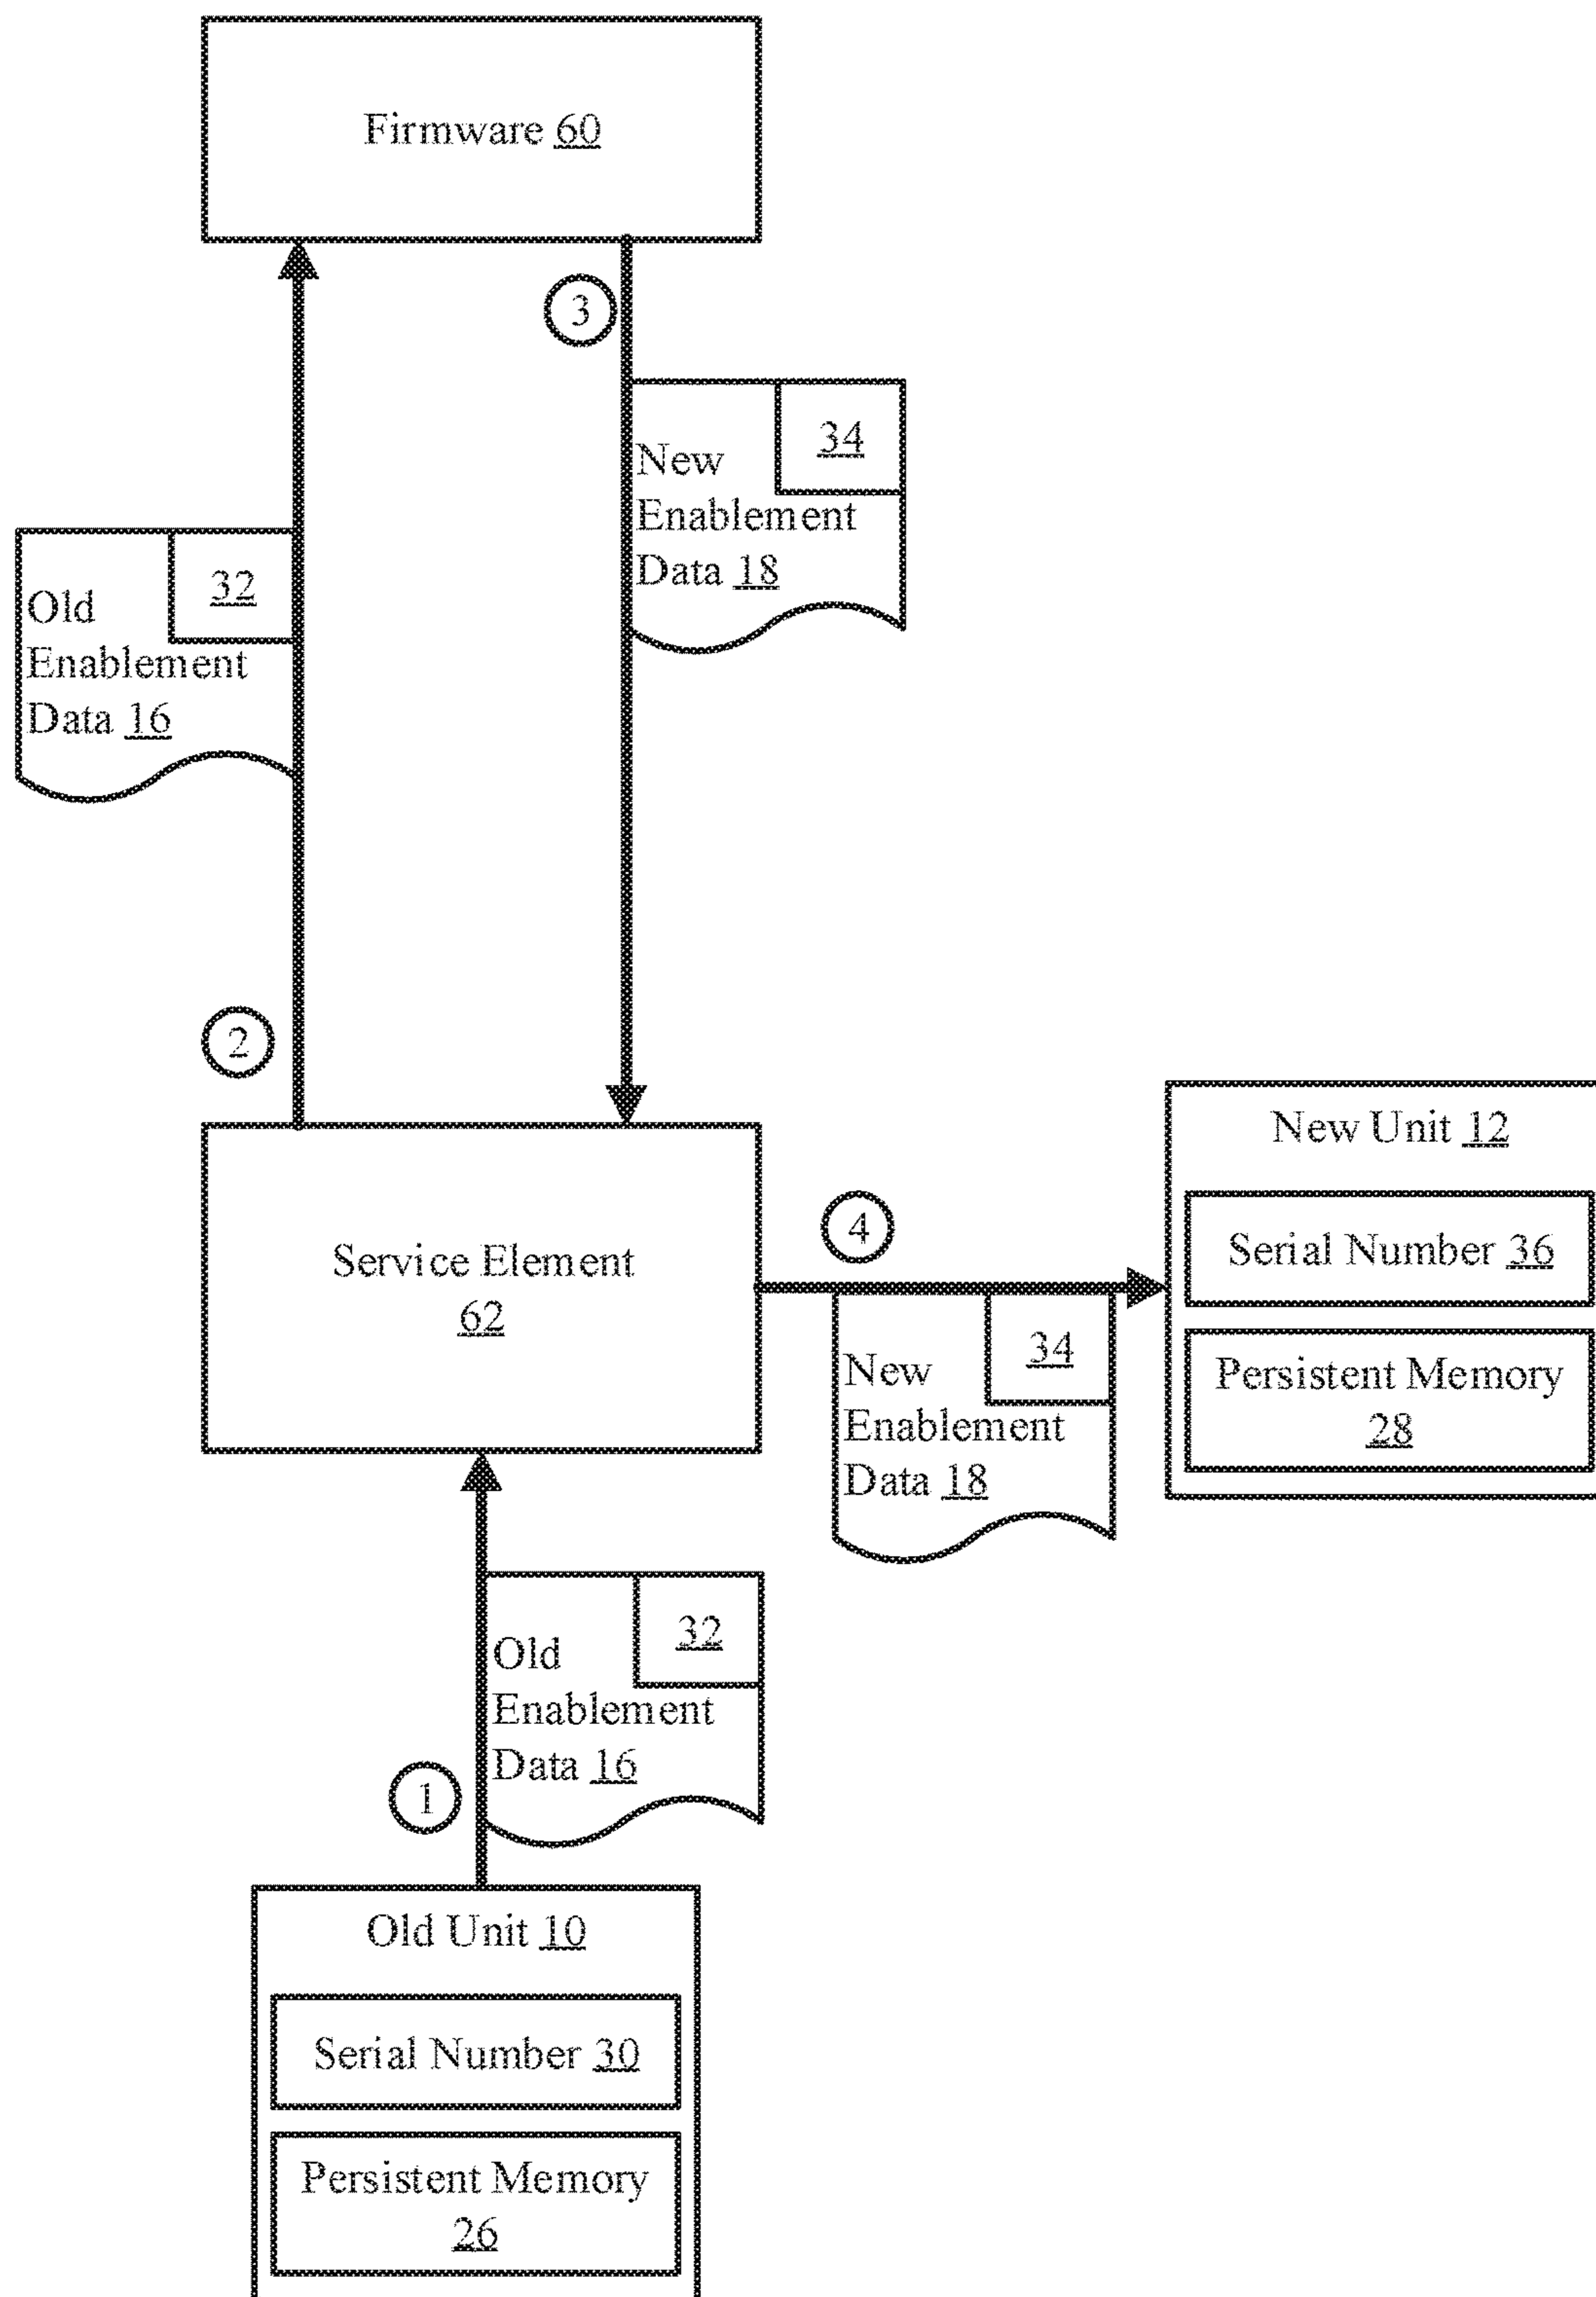 Firmware 60
3
34
New
Enablement
Data 18
32
Old
Enablement
Data 16
2
New Unit 12
Serial Number 36
Persistent Memory
28
4
Service Element
62
34
New
Enablement
Data 18
32
Old
Enablement
Data 16
1
Old Unit 10
Serial Number 30
Persistent Memory
26